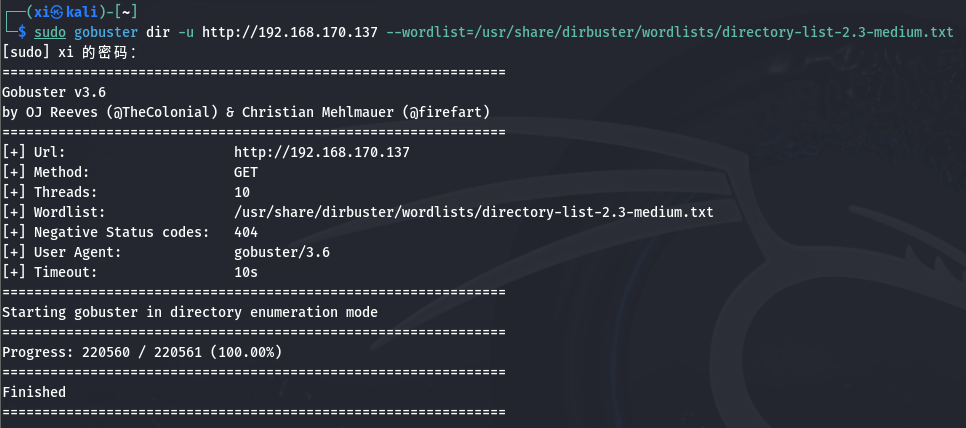 ┌──(xi㉿kali)-[~]
└─$ sudo gobuster dir -u http://192.168.170.137 --wordlist=/usr/share/dirbuster/wordlists/directory-list-2.3-medium.txt
[sudo] xi 的密码：
===============================================================
Gobuster v3.6
by OJ Reeves (@TheColonial) & Christian Mehlmauer (@firefart)
===============================================================
[+] Url:                     http://192.168.170.137
[+] Method:                  GET
[+] Threads:                 10
[+] Wordlist:                /usr/share/dirbuster/wordlists/directory-list-2.3-medium.txt
[+] Negative Status codes:   404
[+] User Agent:              gobuster/3.6
[+] Timeout:                 10s
===============================================================
Starting gobuster in directory enumeration mode
===============================================================
Progress: 220560 / 220561 (100.00%)
===============================================================
Finished
===============================================================